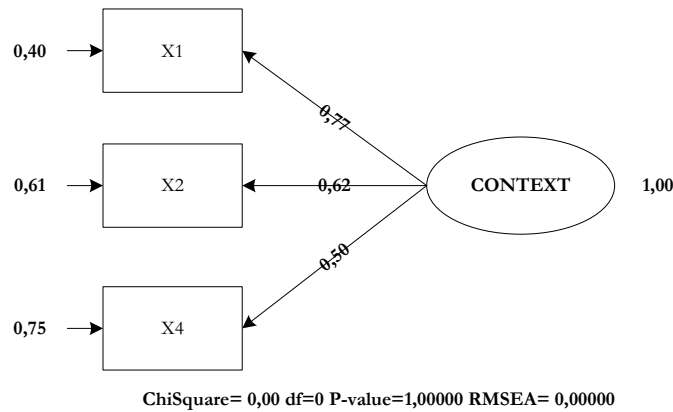 0,40
X1
0,77
0,61
X2
0,62
CONTEXT
1,00
0,50
0,75
X4
ChiSquare= 0,00 df=0 P-value=1,00000 RMSEA= 0,00000